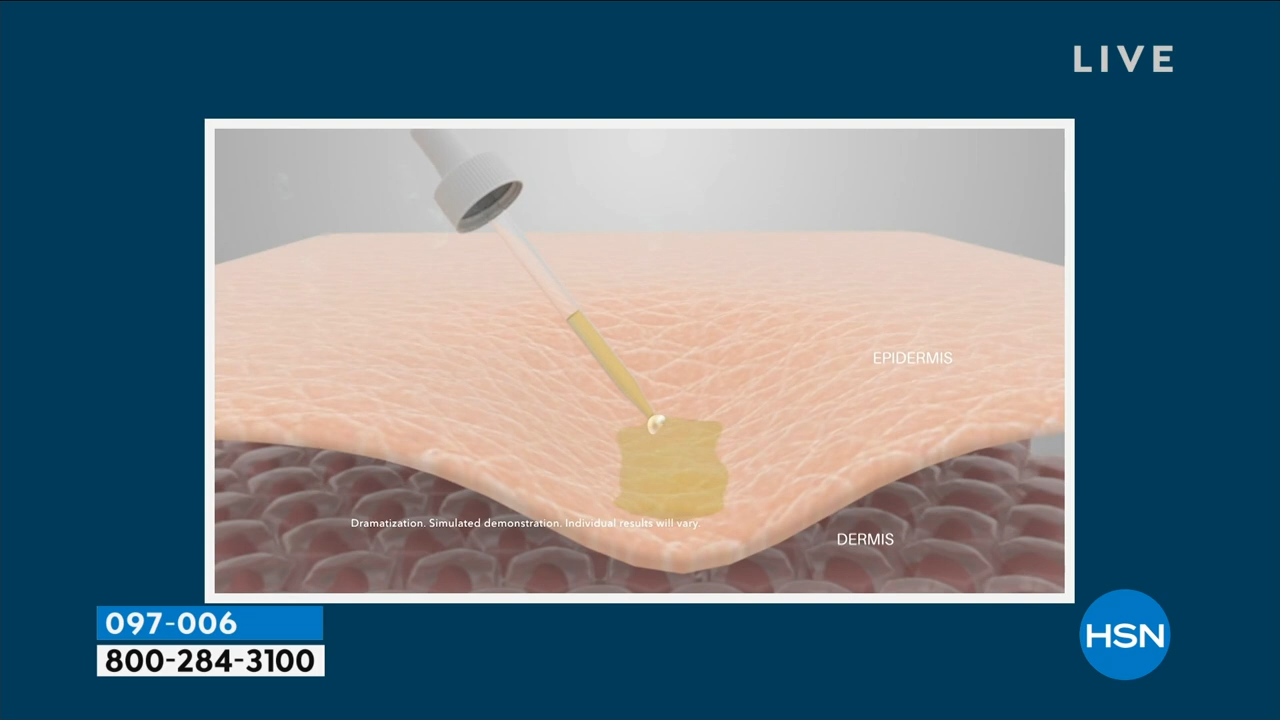 LIVE
EPIDERMIS
Dramatization. Simulated demonstration. Individual results will vary.
DERMIS
097-006
800-284-3100
HSN